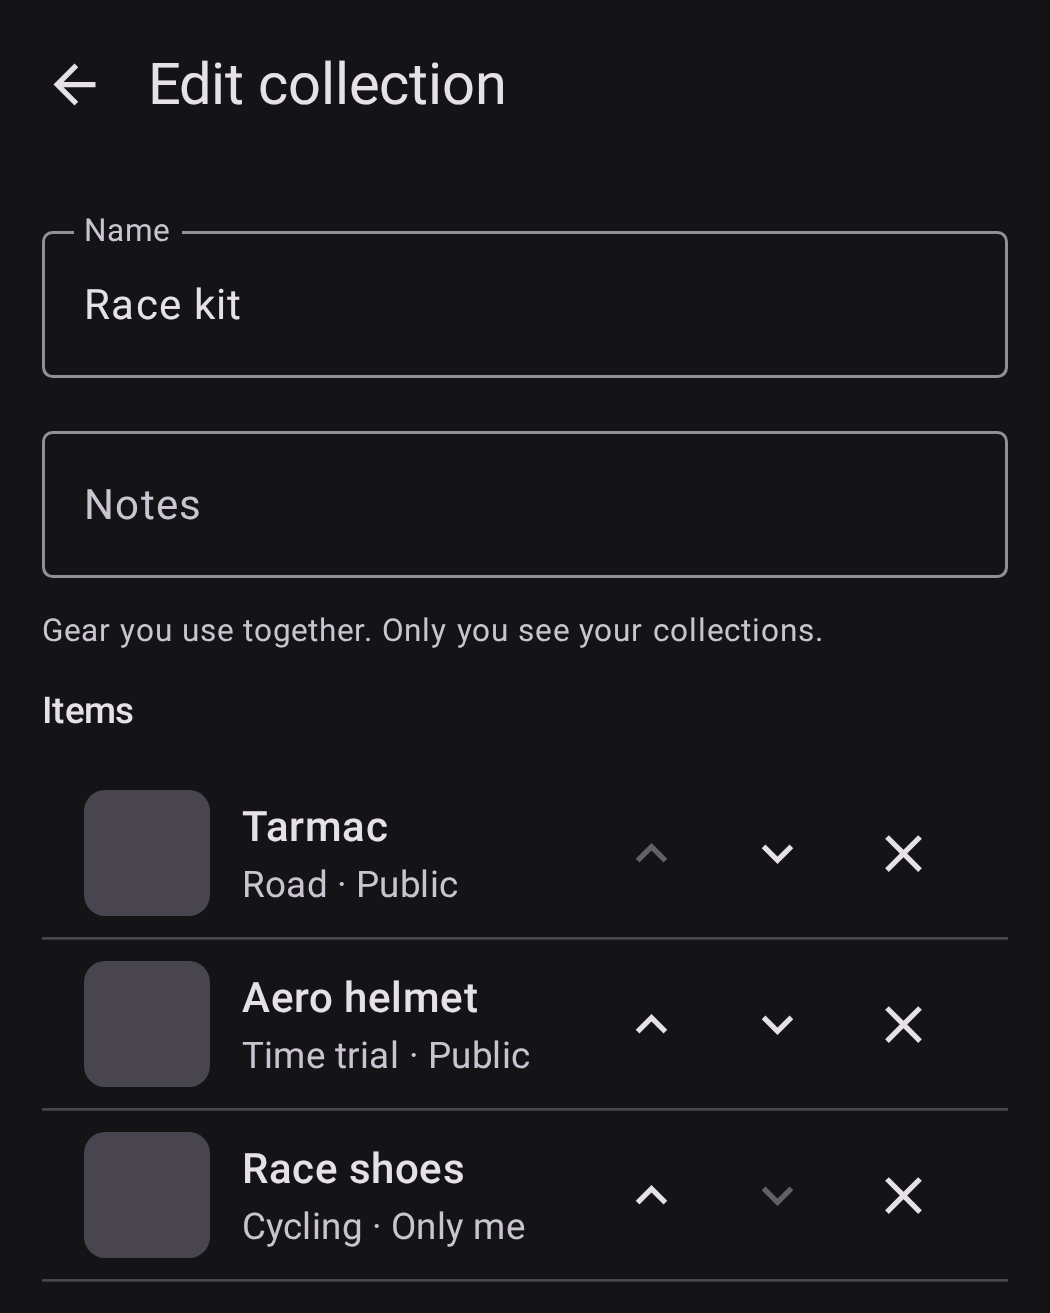 Edit collection
Name
Race kit
Notes
Gear you use together. Only you see your collections.
Items
Tarmac
Road · Public
Aero helmet
Time trial · Public
Race shoes
Cycling · Only me